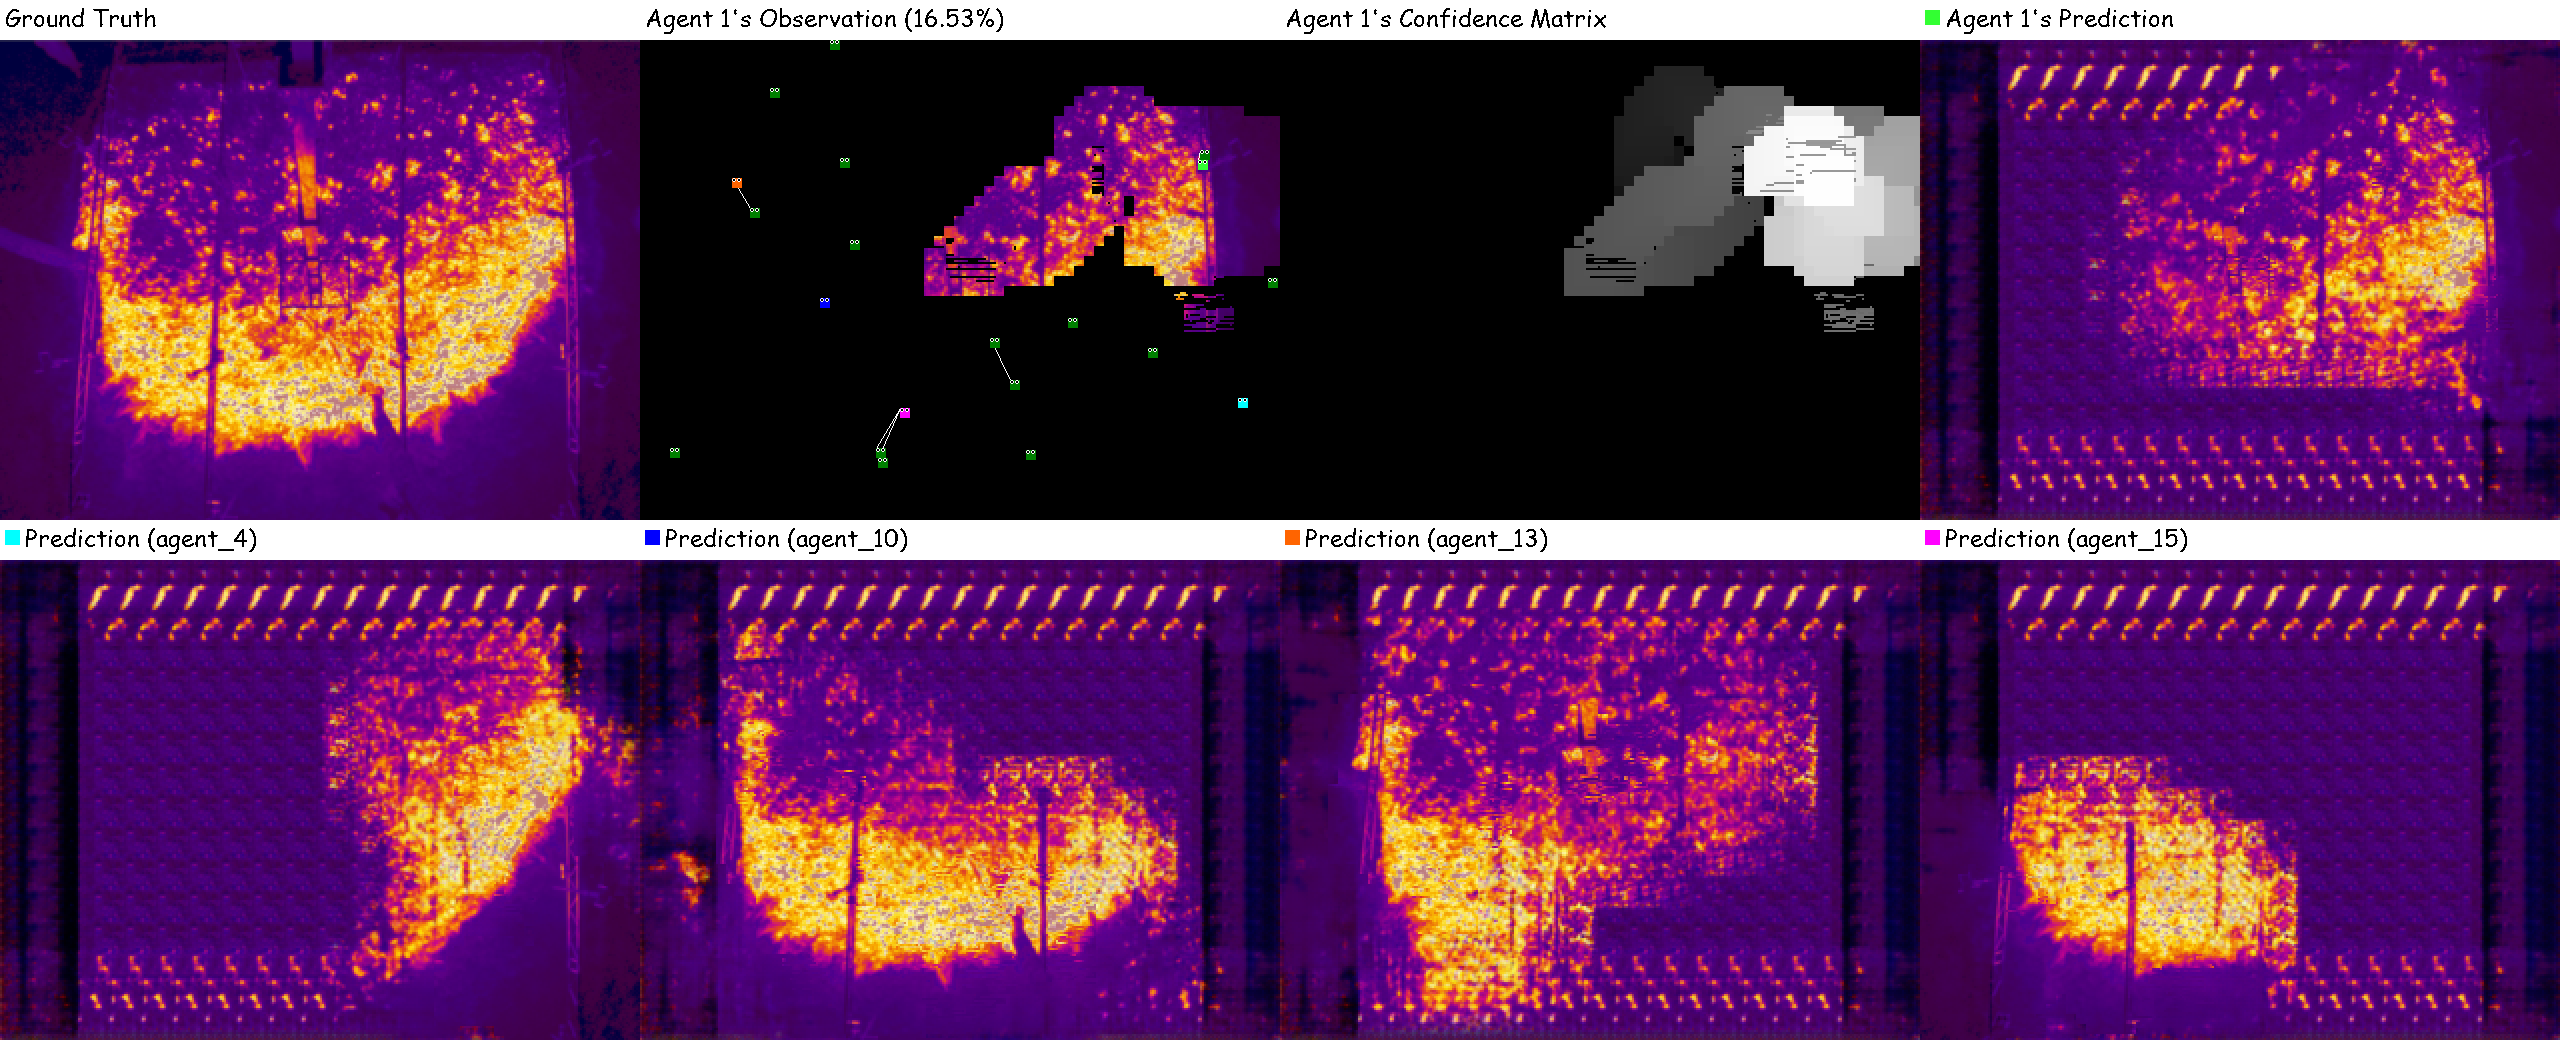 Ground Truth
Agent 1's Observation (16.53%)
Agent 1's Confidence Matrix
Agent 1's Prediction
Prediction (agent_4)
Prediction (agent_10)
Prediction (agent_13)
Prediction (agent_15)